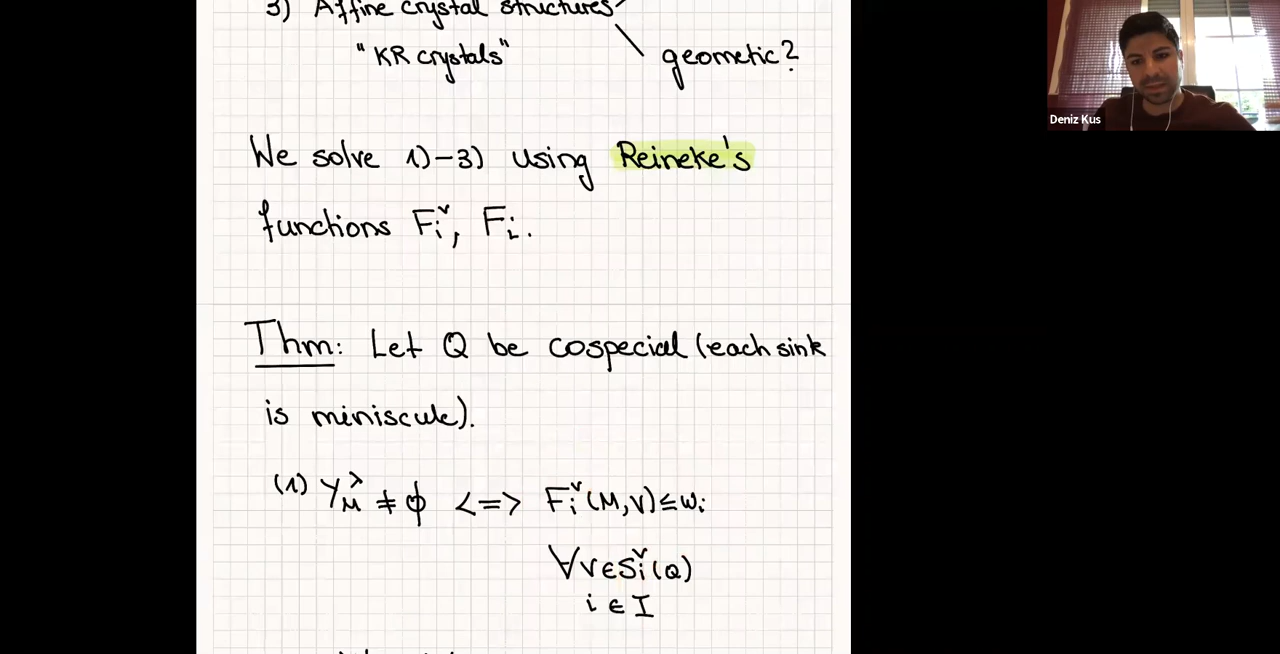 3) Affine crystal structures
"KR crystals"
geometic?
Deniz Kus
We solve 1)-3) using Reineke's
functions Fᵢᵛ, Fᵢ.
Thm: Let Q be cospecial (each sink
is miniscule).
(1) Y_M^λ ≠ ϕ <=> Fᵢᵛ(M,V) ≤ wᵢ
∀ V ∈ Sᵢᵛ(Q)
i ∈ I